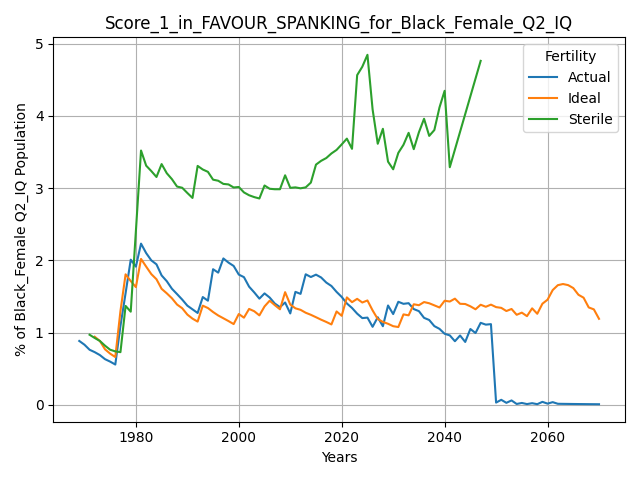 Score_1_in_FAVOUR_SPANKING_for_Black_Female_Q2_IQ
% of Black_Female Q2_IQ Population
5
4
3
2
1
0
Fertility
Actual
Ideal
Sterile
1980 2000 2020 2040 2060
Years